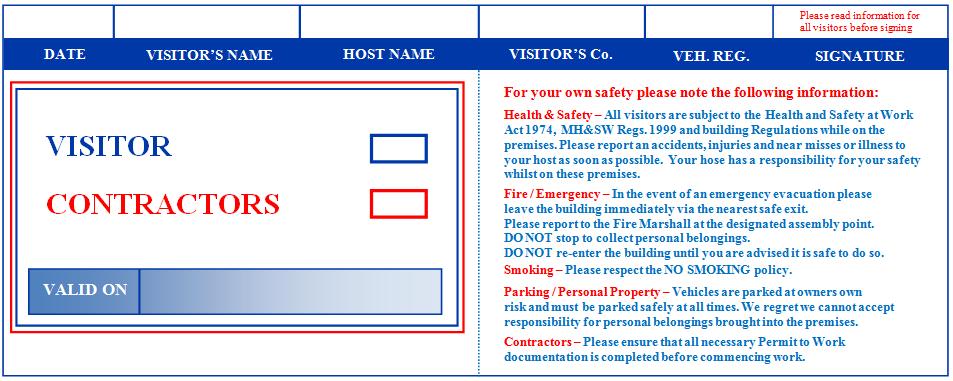 Please read information for
all visitors before signing
DATE VISITOR'S NAME HOST NAME VISITOR'S Co. VEH. REG. SIGNATURE
VISITOR
CONTRACTORS
VALID ON
For your own safety please note the following information:
Health & Safety – All visitors are subject to the Health and Safety at Work
Act 1974, MH&SW Regs. 1999 and building Regulations while on the
premises. Please report an accidents, injuries and near misses or illness to
your host as soon as possible. Your hose has a responsibility for your safety
whilst on these premises.
Fire / Emergency – In the event of an emergency evacuation please
leave the building immediately via the nearest safe exit.
Please report to the Fire Marshall at the designated assembly point.
DO NOT stop to collect personal belongings.
DO NOT re-enter the building until you are advised it is safe to do so.
Smoking – Please respect the NO SMOKING policy.
Parking / Personal Property – Vehicles are parked at owners own
risk and must be parked safely at all times. We regret we cannot accept
responsibility for personal belongings brought into the premises.
Contractors – Please ensure that all necessary Permit to Work
documentation is completed before commencing work.